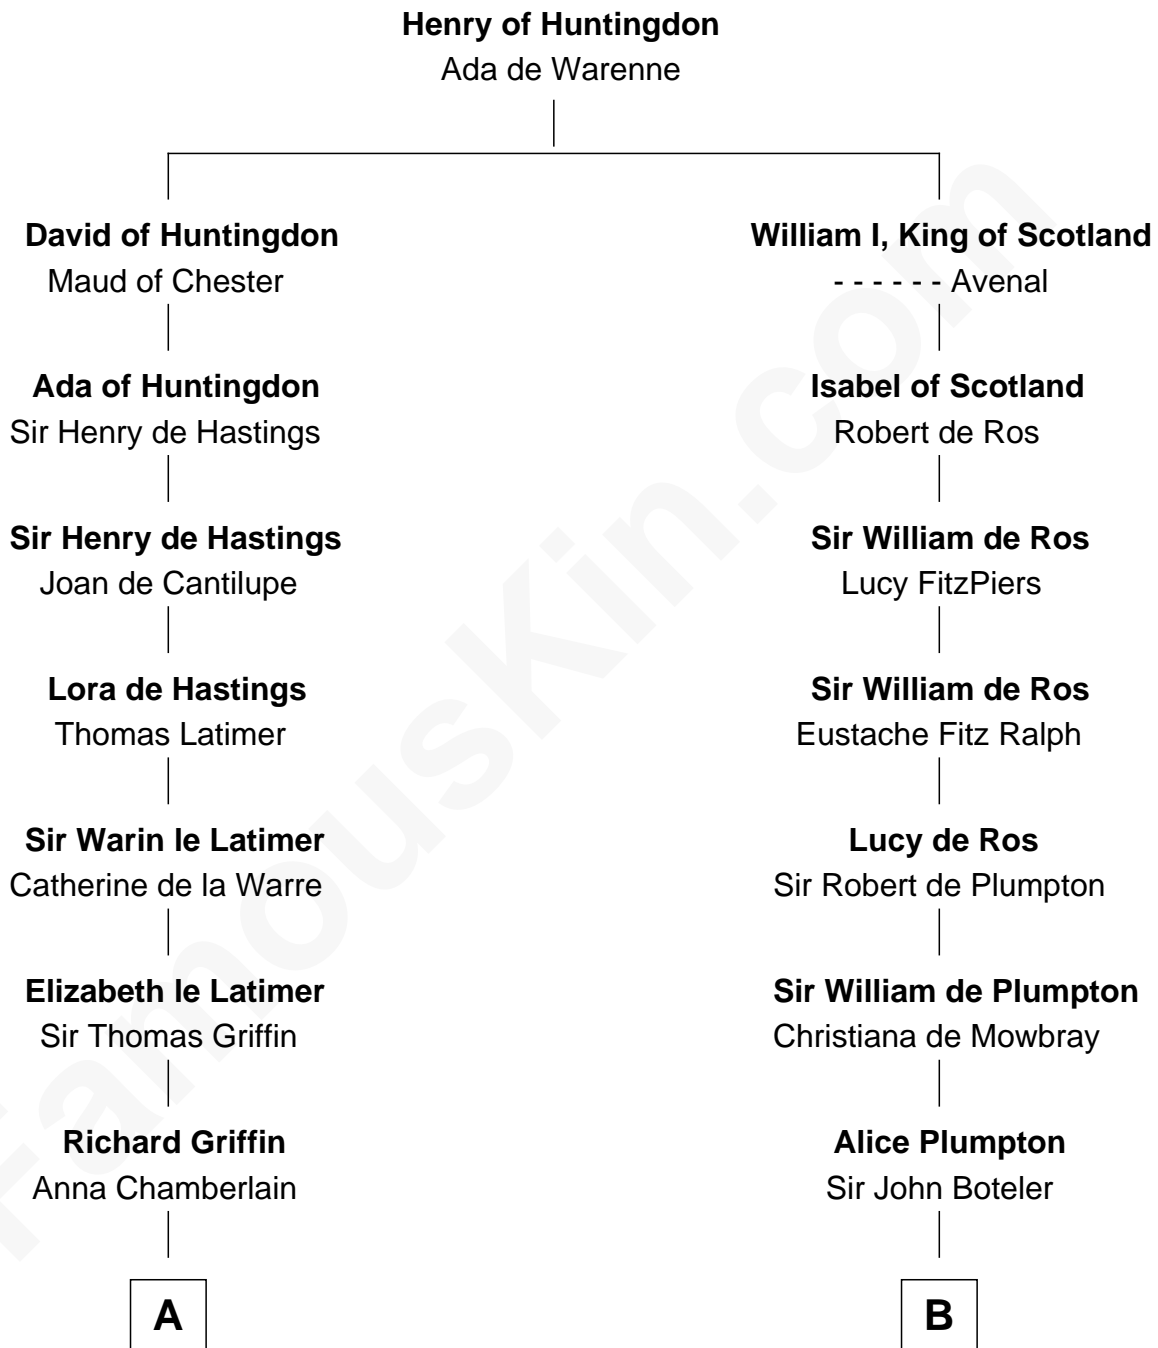 Henry of Huntingdon
Ada de Warenne
David of Huntingdon
Maud of Chester
William I, King of Scotland
- - - - - - Avenal
Ada of Huntingdon
Sir Henry de Hastings
Isabel of Scotland
Robert de Ros
Sir Henry de Hastings
Joan de Cantilupe
Sir William de Ros
Lucy FitzPiers
Lora de Hastings
Thomas Latimer
Sir William de Ros
Eustache Fitz Ralph
Sir Warin le Latimer
Catherine de la Warre
Lucy de Ros
Sir Robert de Plumpton
Elizabeth le Latimer
Sir Thomas Griffin
Sir William de Plumpton
Christiana de Mowbray
Richard Griffin
Anna Chamberlain
Alice Plumpton
Sir John Boteler
A
B
FamousKin.com